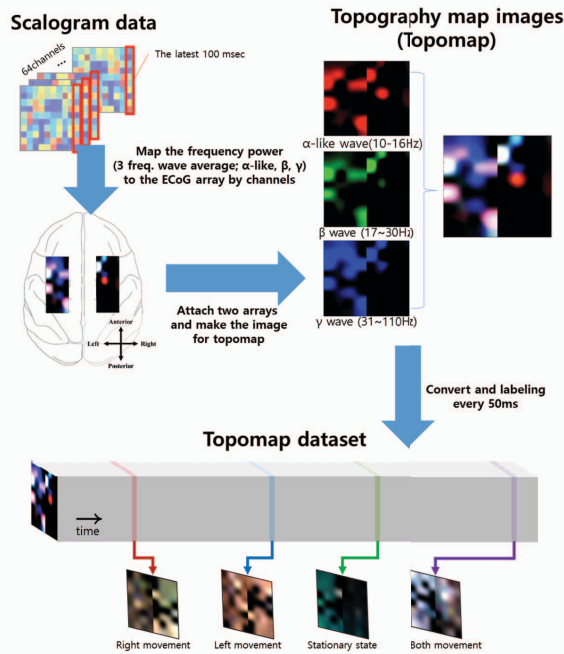 Scalogram data
64channels
...
The latest 100 msec
Map the frequency power
(3 freq. wave average; α-like, β, γ)
to the ECoG array by channels
Anterior
Left
Right
Posterior
Attach two arrays
and make the image
for topomap
Topography map images
(Topomap)
α-like wave(10-16Hz)
β wave (17~30Hz)
γ wave (31~110Hz)
Convert and labeling
every 50ms
Topomap dataset
time
Right movement
Left movement
Stationary state
Both movement